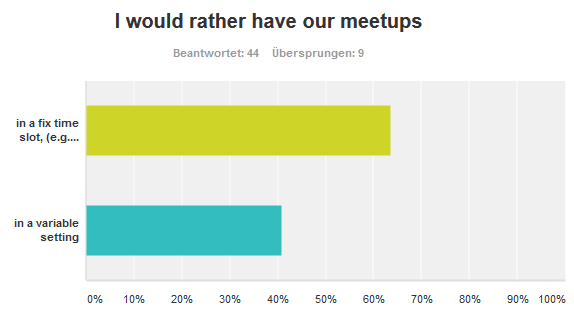 I would rather have our meetups
Beantwortet: 44 Übersprungen: 9
in a fix time
slot, (e.g....
in a variable
setting
0% 10% 20% 30% 40% 50% 60% 70% 80% 90% 100%